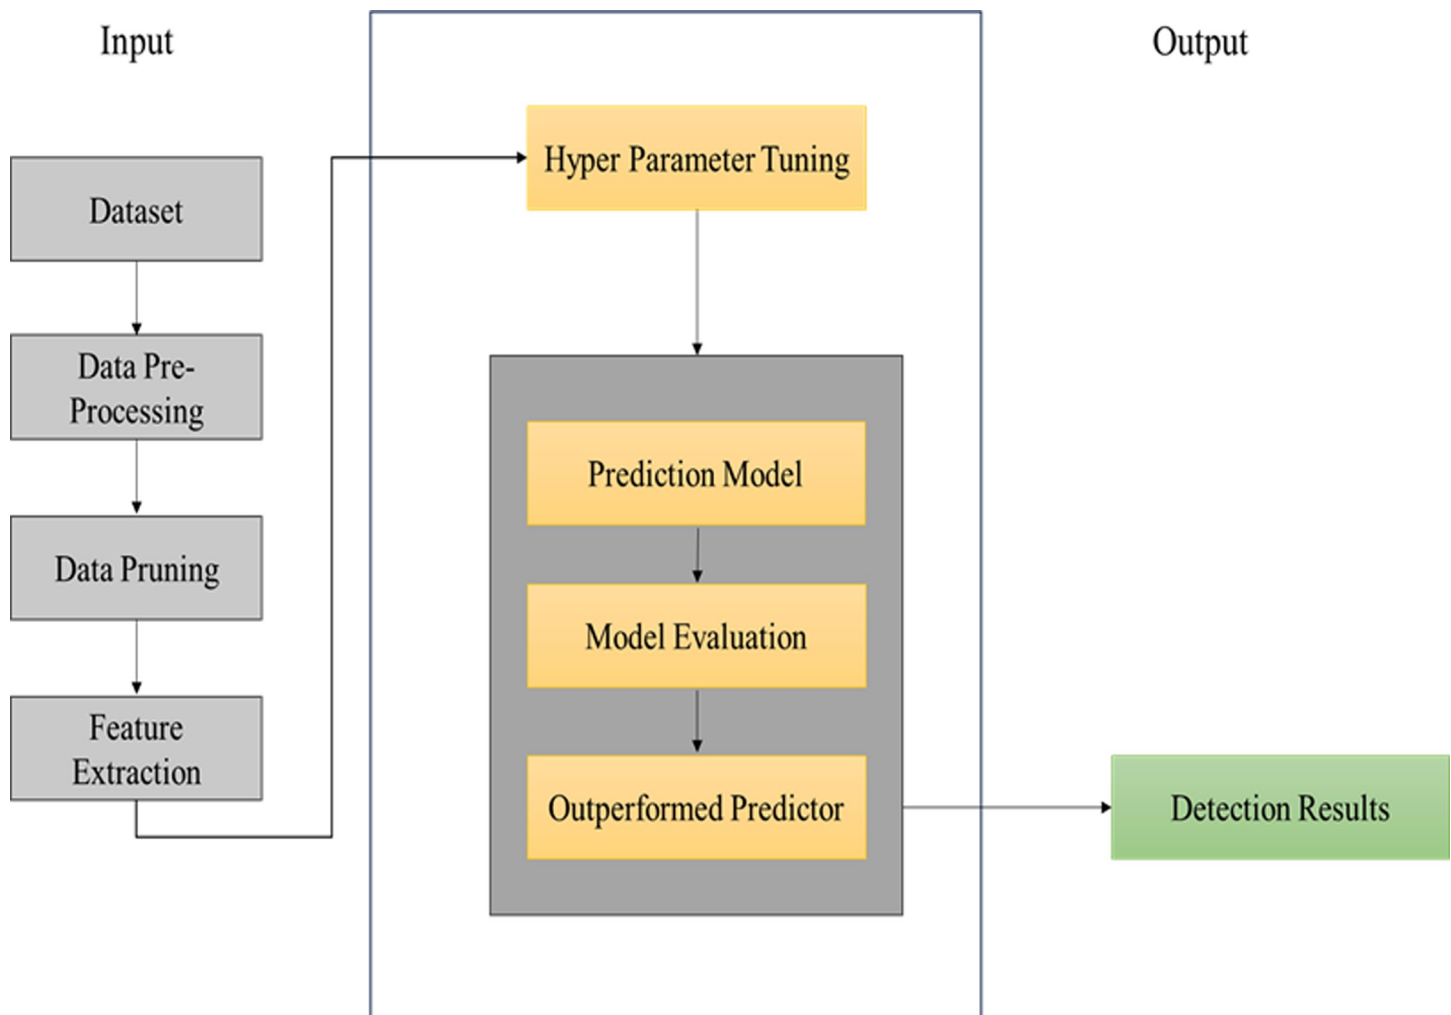 Input
Output
Dataset
Data Pre-
Processing
Data Pruning
Feature
Extraction
Hyper Parameter Tuning
Prediction Model
Model Evaluation
Outperformed Predictor
Detection Results